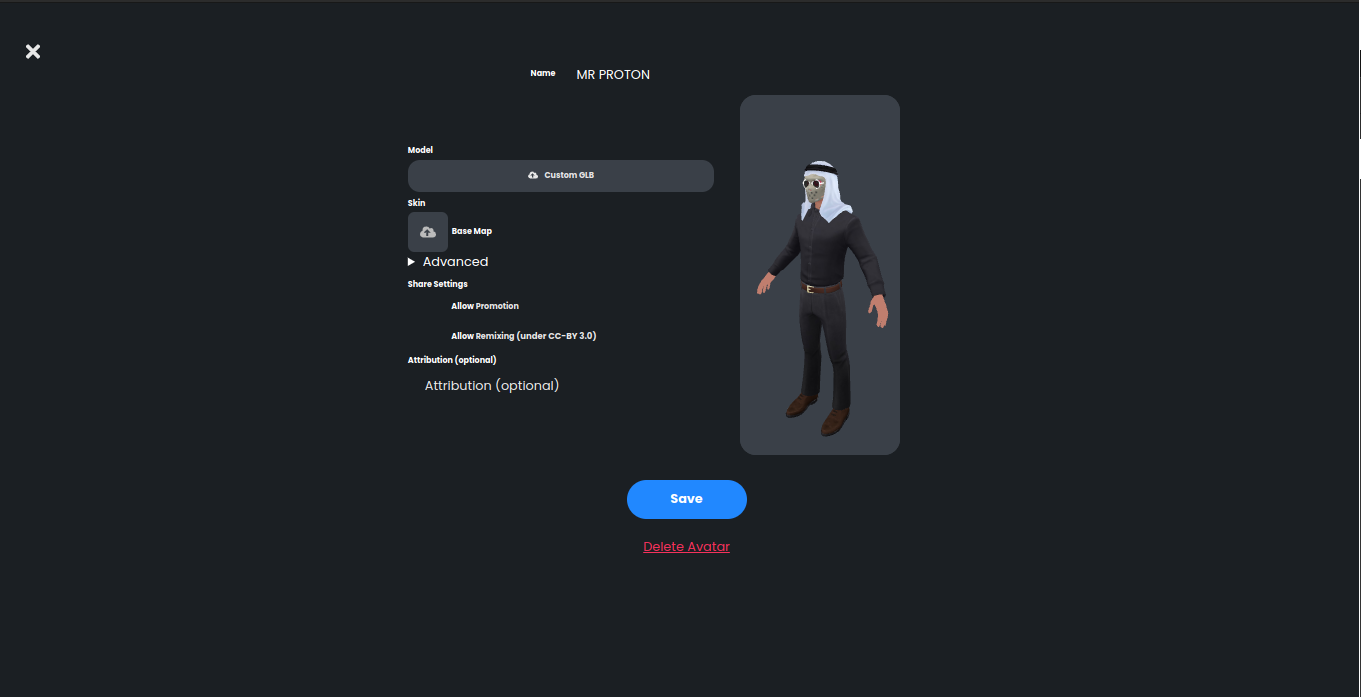 Name MR PROTON
Model
Custom GLB
Skin
Base Map
Advanced
Share Settings
Allow Promotion
Allow Remixing (under CC-BY 3.0)
Attribution (optional)
Attribution (optional)
Save
Delete Avatar